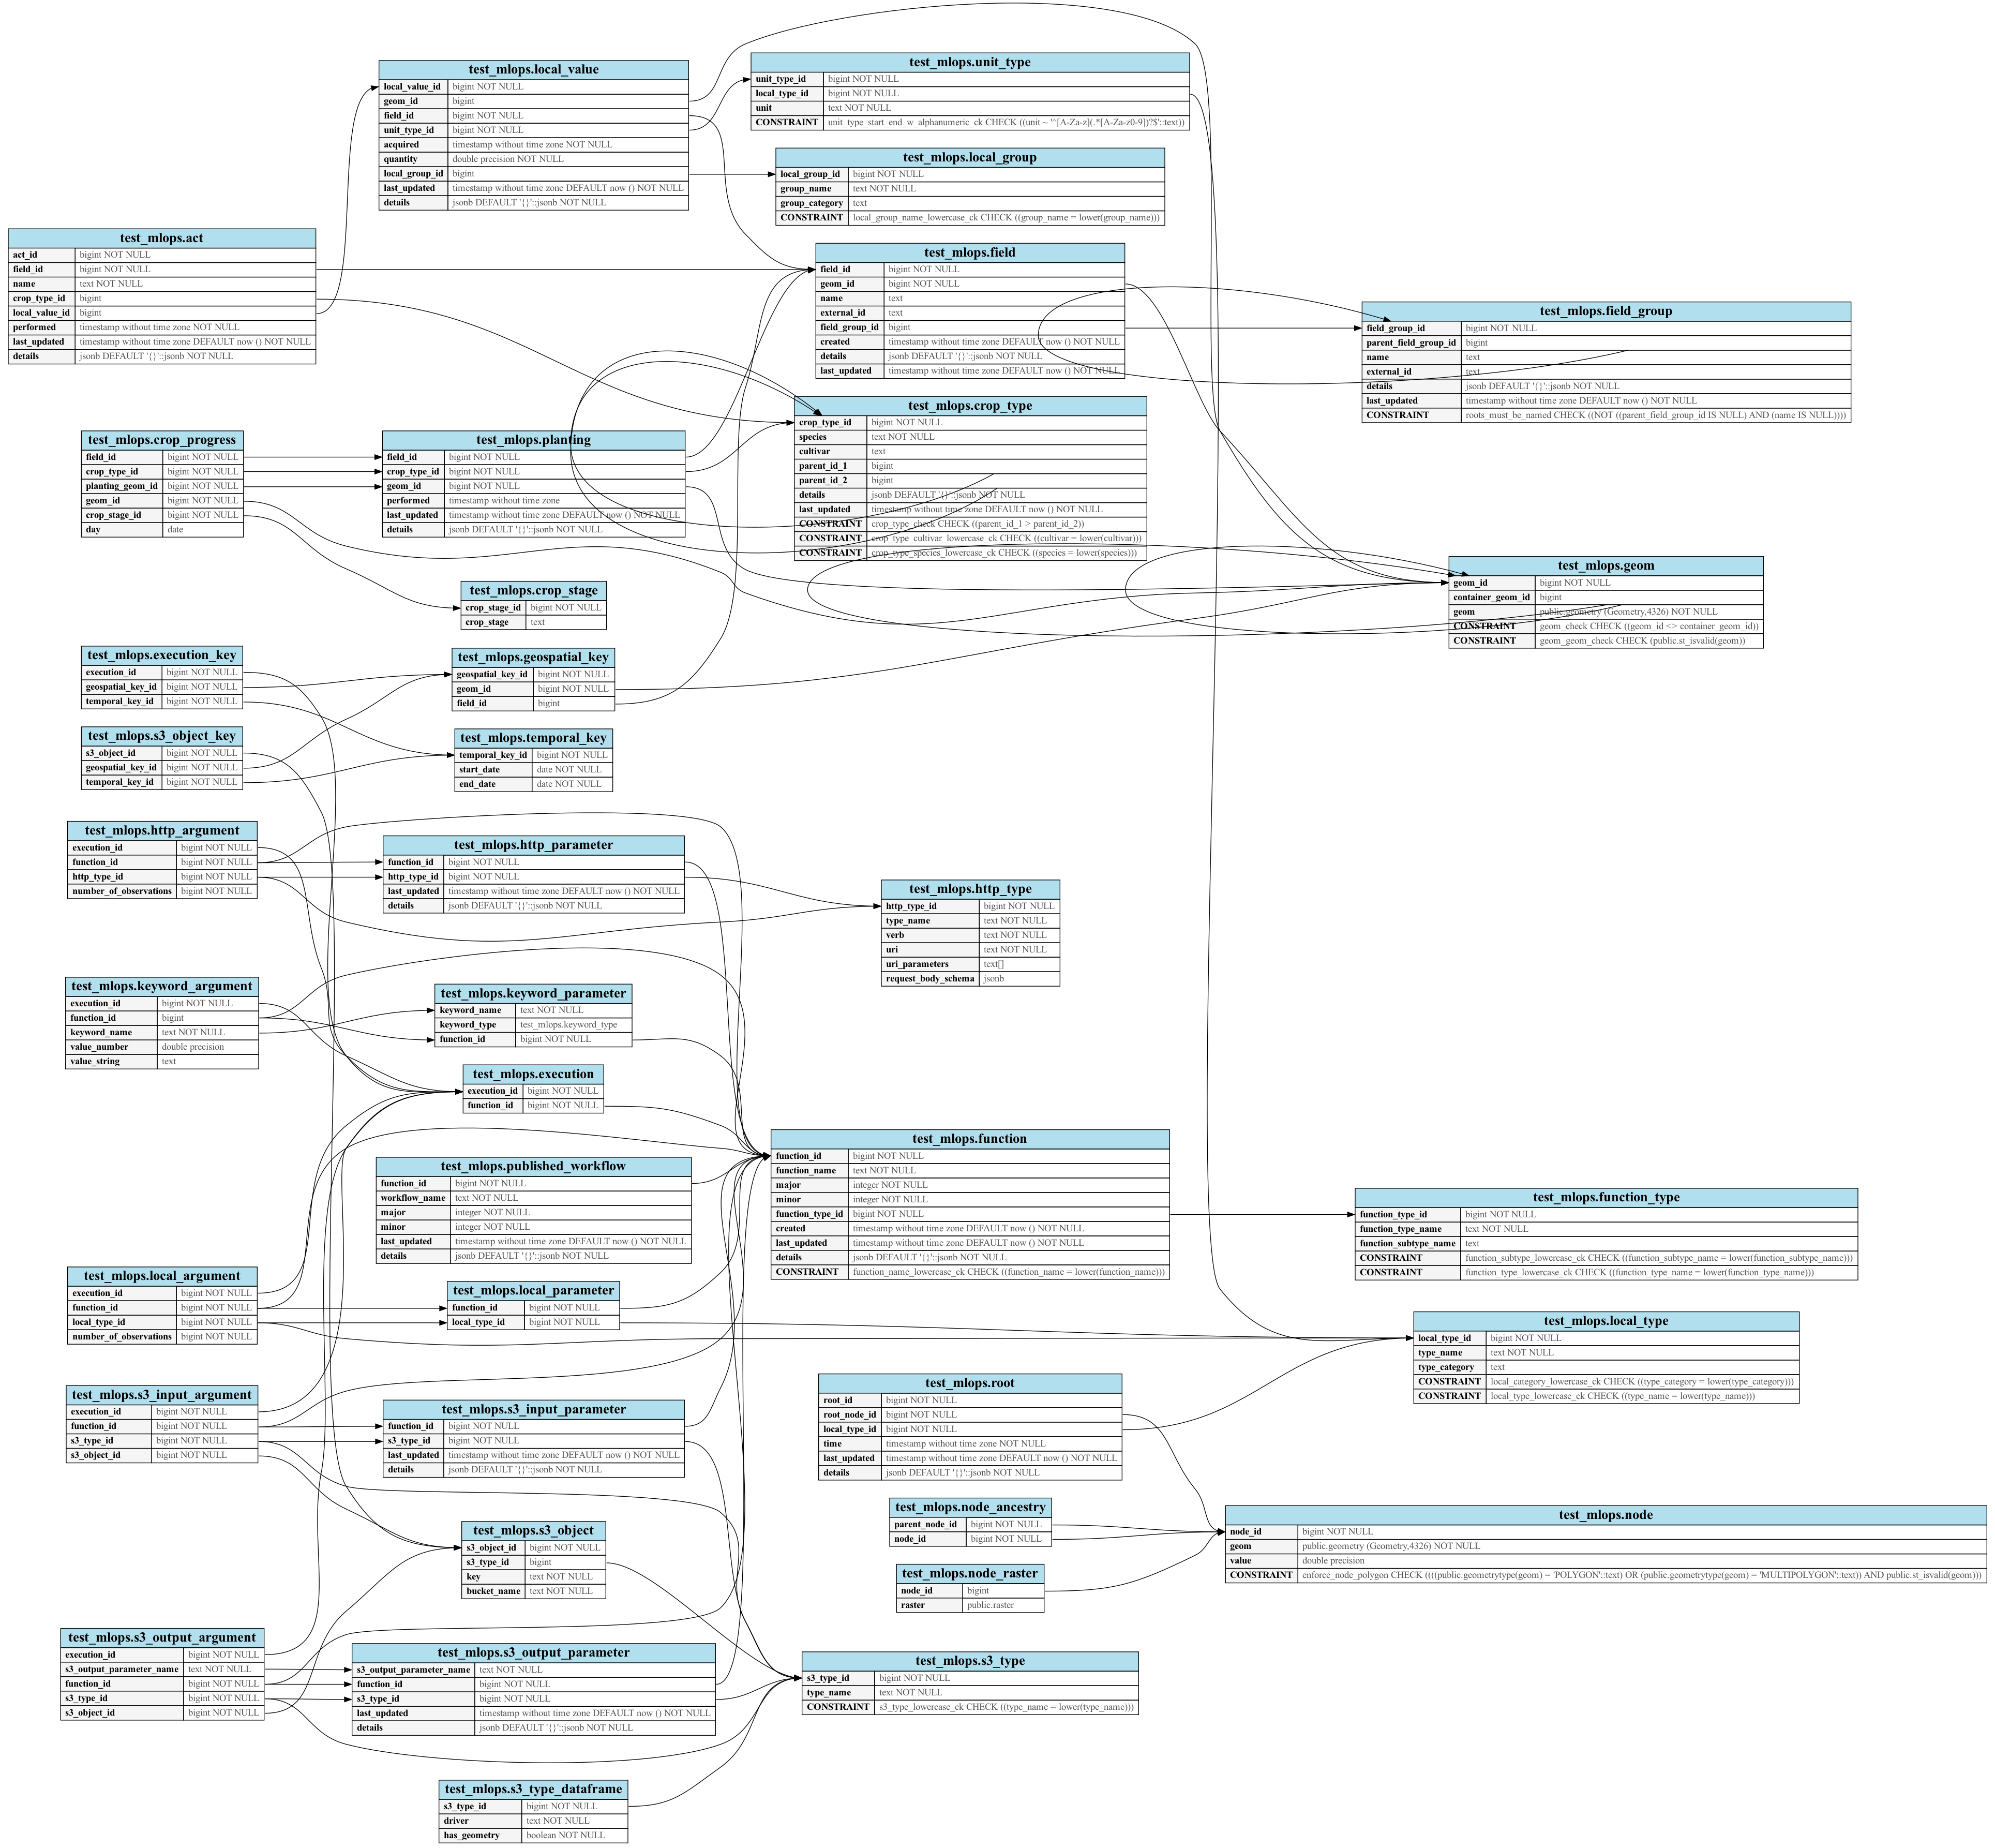 test_mlops.local_value
local_value_id bigint NOT NULL
geom_id bigint
field_id bigint NOT NULL
unit_type_id bigint NOT NULL
acquired timestamp without time zone NOT NULL
quantity double precision NOT NULL
local_group_id bigint
last_updated timestamp without time zone DEFAULT now () NOT NULL
details jsonb DEFAULT '{}'::jsonb NOT NULL
test_mlops.unit_type
unit_type_id bigint NOT NULL
local_type_id bigint NOT NULL
unit text NOT NULL
CONSTRAINT unit_type_start_end_w_alphanumeric_ck CHECK ((unit ~ '^[A-Za-z](.*[A-Za-z0-9])?$'::text))
test_mlops.local_group
local_group_id bigint NOT NULL
group_name text NOT NULL
group_category text
CONSTRAINT local_group_name_lowercase_ck CHECK ((group_name = lower(group_name)))
test_mlops.act
act_id bigint NOT NULL
field_id bigint NOT NULL
name text NOT NULL
crop_type_id bigint
local_value_id bigint
performed timestamp without time zone NOT NULL
last_updated timestamp without time zone DEFAULT now () NOT NULL
details jsonb DEFAULT '{}'::jsonb NOT NULL
test_mlops.field
field_id bigint NOT NULL
geom_id bigint NOT NULL
name text
external_id text
field_group_id bigint
created timestamp without time zone DEFAULT now () NOT NULL
details jsonb DEFAULT '{}'::jsonb NOT NULL
last_updated timestamp without time zone DEFAULT now () NOT NULL
test_mlops.field_group
field_group_id bigint NOT NULL
parent_field_group_id bigint
name text
external_id text
details jsonb DEFAULT '{}'::jsonb NOT NULL
last_updated timestamp without time zone DEFAULT now () NOT NULL
CONSTRAINT roots_must_be_named CHECK ((NOT ((parent_field_group_id IS NULL) AND (name IS NULL))))
test_mlops.crop_type
crop_type_id bigint NOT NULL
species text NOT NULL
cultivar text
parent_id_1 bigint
parent_id_2 bigint
details jsonb DEFAULT '{}'::jsonb NOT NULL
last_updated timestamp without time zone DEFAULT now () NOT NULL
CONSTRAINT crop_type_check CHECK ((parent_id_1 > parent_id_2))
CONSTRAINT crop_type_cultivar_lowercase_ck CHECK ((cultivar = lower(cultivar)))
CONSTRAINT crop_type_species_lowercase_ck CHECK ((species = lower(species)))
test_mlops.crop_progress
field_id bigint NOT NULL
crop_type_id bigint NOT NULL
planting_geom_id bigint NOT NULL
geom_id bigint NOT NULL
crop_stage_id bigint NOT NULL
day date
test_mlops.planting
field_id bigint NOT NULL
crop_type_id bigint NOT NULL
geom_id bigint NOT NULL
performed timestamp without time zone
last_updated timestamp without time zone DEFAULT now () NOT NULL
details jsonb DEFAULT '{}'::jsonb NOT NULL
test_mlops.geom
geom_id bigint NOT NULL
container_geom_id bigint
geom public.geometry (Geometry,4326) NOT NULL
CONSTRAINT geom_check CHECK ((geom_id <> container_geom_id))
CONSTRAINT geom_geom_check CHECK (public.st_isvalid(geom))
test_mlops.crop_stage
crop_stage_id bigint NOT NULL
crop_stage text
test_mlops.execution_key
execution_id bigint NOT NULL
geospatial_key_id bigint NOT NULL
temporal_key_id bigint NOT NULL
test_mlops.geospatial_key
geospatial_key_id bigint NOT NULL
geom_id bigint NOT NULL
field_id bigint
test_mlops.s3_object_key
s3_object_id bigint NOT NULL
geospatial_key_id bigint NOT NULL
temporal_key_id bigint NOT NULL
test_mlops.temporal_key
temporal_key_id bigint NOT NULL
start_date date NOT NULL
end_date date NOT NULL
test_mlops.http_argument
execution_id bigint NOT NULL
function_id bigint NOT NULL
http_type_id bigint NOT NULL
number_of_observations bigint NOT NULL
test_mlops.http_parameter
function_id bigint NOT NULL
http_type_id bigint NOT NULL
last_updated timestamp without time zone DEFAULT now () NOT NULL
details jsonb DEFAULT '{}'::jsonb NOT NULL
test_mlops.http_type
http_type_id bigint NOT NULL
type_name text NOT NULL
verb text NOT NULL
uri text NOT NULL
uri_parameters text[]
request_body_schema jsonb
test_mlops.keyword_argument
execution_id bigint NOT NULL
function_id bigint
keyword_name text NOT NULL
value_number double precision
value_string text
test_mlops.keyword_parameter
keyword_name text NOT NULL
keyword_type test_mlops.keyword_type
function_id bigint NOT NULL
test_mlops.execution
execution_id bigint NOT NULL
function_id bigint NOT NULL
test_mlops.function
function_id bigint NOT NULL
function_name text NOT NULL
major integer NOT NULL
minor integer NOT NULL
function_type_id bigint NOT NULL
created timestamp without time zone DEFAULT now () NOT NULL
last_updated timestamp without time zone DEFAULT now () NOT NULL
details jsonb DEFAULT '{}'::jsonb NOT NULL
CONSTRAINT function_name_lowercase_ck CHECK ((function_name = lower(function_name)))
test_mlops.published_workflow
function_id bigint NOT NULL
workflow_name text NOT NULL
major integer NOT NULL
minor integer NOT NULL
last_updated timestamp without time zone DEFAULT now () NOT NULL
details jsonb DEFAULT '{}'::jsonb NOT NULL
test_mlops.function_type
function_type_id bigint NOT NULL
function_type_name text NOT NULL
function_subtype_name text
CONSTRAINT function_subtype_lowercase_ck CHECK ((function_subtype_name = lower(function_subtype_name)))
CONSTRAINT function_type_lowercase_ck CHECK ((function_type_name = lower(function_type_name)))
test_mlops.local_argument
execution_id bigint NOT NULL
function_id bigint NOT NULL
local_type_id bigint NOT NULL
number_of_observations bigint NOT NULL
test_mlops.local_parameter
function_id bigint NOT NULL
local_type_id bigint NOT NULL
test_mlops.local_type
local_type_id bigint NOT NULL
type_name text NOT NULL
type_category text
CONSTRAINT local_category_lowercase_ck CHECK ((type_category = lower(type_category)))
CONSTRAINT local_type_lowercase_ck CHECK ((type_name = lower(type_name)))
test_mlops.root
root_id bigint NOT NULL
root_node_id bigint NOT NULL
local_type_id bigint NOT NULL
time timestamp without time zone NOT NULL
last_updated timestamp without time zone DEFAULT now () NOT NULL
details jsonb DEFAULT '{}'::jsonb NOT NULL
test_mlops.s3_input_argument
execution_id bigint NOT NULL
function_id bigint NOT NULL
s3_type_id bigint NOT NULL
s3_object_id bigint NOT NULL
test_mlops.s3_input_parameter
function_id bigint NOT NULL
s3_type_id bigint NOT NULL
last_updated timestamp without time zone DEFAULT now () NOT NULL
details jsonb DEFAULT '{}'::jsonb NOT NULL
test_mlops.node_ancestry
parent_node_id bigint NOT NULL
node_id bigint NOT NULL
test_mlops.node
node_id bigint NOT NULL
geom public.geometry (Geometry,4326) NOT NULL
value double precision
CONSTRAINT enforce_node_polygon CHECK ((((public.geometrytype(geom) = 'POLYGON'::text) OR (public.geometrytype(geom) = 'MULTIPOLYGON'::text)) AND public.st_isvalid(geom)))
test_mlops.s3_object
s3_object_id bigint NOT NULL
s3_type_id bigint
key text NOT NULL
bucket_name text NOT NULL
test_mlops.node_raster
node_id bigint
raster public.raster
test_mlops.s3_output_argument
execution_id bigint NOT NULL
s3_output_parameter_name text NOT NULL
function_id bigint NOT NULL
s3_type_id bigint NOT NULL
s3_object_id bigint NOT NULL
test_mlops.s3_output_parameter
s3_output_parameter_name text NOT NULL
function_id bigint NOT NULL
s3_type_id bigint NOT NULL
last_updated timestamp without time zone DEFAULT now () NOT NULL
details jsonb DEFAULT '{}'::jsonb NOT NULL
test_mlops.s3_type
s3_type_id bigint NOT NULL
type_name text NOT NULL
CONSTRAINT s3_type_lowercase_ck CHECK ((type_name = lower(type_name)))
test_mlops.s3_type_dataframe
s3_type_id bigint NOT NULL
driver text NOT NULL
has_geometry boolean NOT NULL